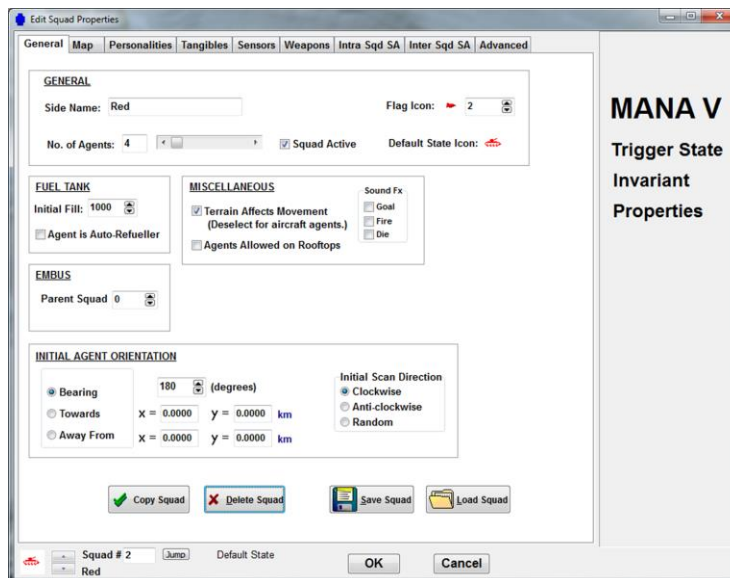 Edit Squad Properties
General Map Personalities Tangibles Sensors Weapons Intra Sqd SA Inter Sqd SA Advanced
GENERAL
Side Name: Red Flag Icon: 2
No. of Agents: 4 Squad Active Default State Icon:
FUEL TANK
Initial Fill: 1000
Agent is Auto-Refueller
MISCELLANEOUS
Terrain Affects Movement
(Deselect for aircraft agents.)
Agents Allowed on Rooftops
Sound Fx
Goal
Fire
Die
EMBUS
Parent Squad 0
INITIAL AGENT ORIENTATION
Bearing 180 (degrees)
Towards x = 0.0000 y = 0.0000 km
Away From x = 0.0000 y = 0.0000 km
Initial Scan Direction
Clockwise
Anti-clockwise
Random
Copy Squad Delete Squad Save Squad Load Squad
Squad # 2 Jump Default State
Red
OK Cancel
MANA V
Trigger State
Invariant
Properties